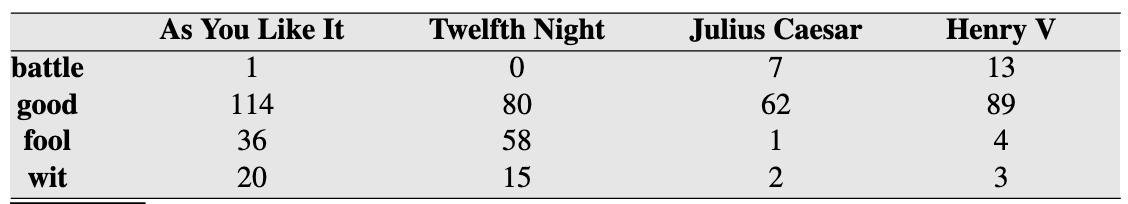 As You Like It Twelfth Night Julius Caesar Henry V
battle 1 0 7 13
good 114 80 62 89
fool 36 58 1 4
wit 20 15 2 3